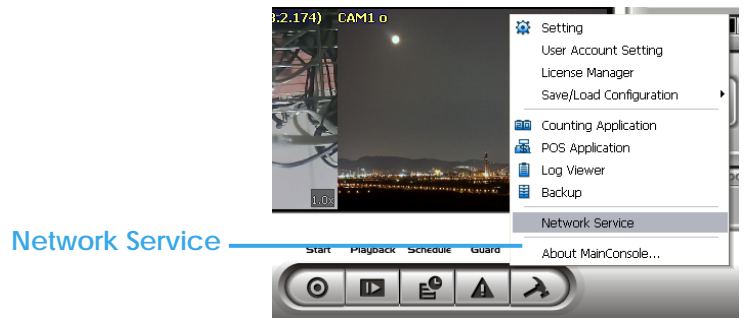 3.2.174) CAM1 o
1.0x
Setting
User Account Setting
License Manager
Save/Load Configuration
Counting Application
POS Application
Log Viewer
Backup
Network Service
About MainConsole...
Network Service
Start Playback Schedule Guard